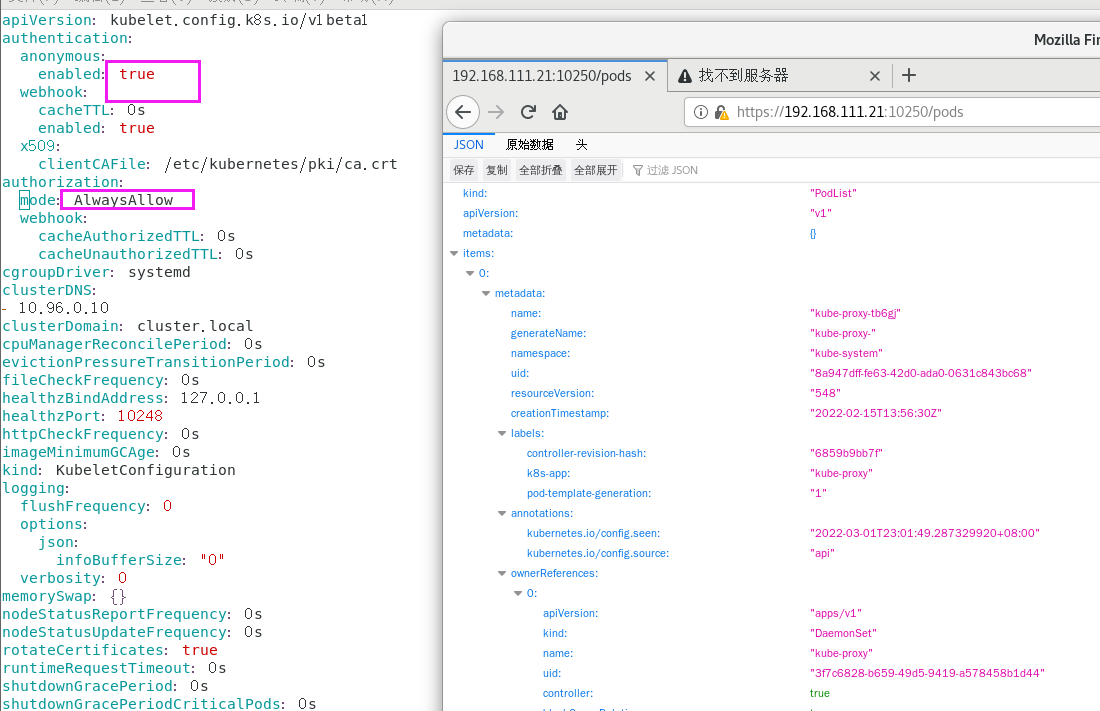 apiVersion: kubelet.config.k8s.io/v1beta1
authentication:
anonymous:
enabled: true
webhook:
cacheTTL: 0s
enabled: true
x509:
clientCAFile: /etc/kubernetes/pki/ca.crt
authorization:
mode: AlwaysAllow
webhook:
cacheAuthorizedTTL: 0s
cacheUnauthorizedTTL: 0s
cgroupDriver: systemd
clusterDNS:
- 10.96.0.10
clusterDomain: cluster.local
cpuManagerReconcilePeriod: 0s
evictionPressureTransitionPeriod: 0s
fileCheckFrequency: 0s
healthzBindAddress: 127.0.0.1
healthzPort: 10248
httpCheckFrequency: 0s
imageMinimumGCAge: 0s
kind: KubeletConfiguration
logging:
flushFrequency: 0
options:
json:
infoBufferSize: "0"
verbosity: 0
memorySwap: {}
nodeStatusReportFrequency: 0s
nodeStatusUpdateFrequency: 0s
rotateCertificates: true
runtimeRequestTimeout: 0s
shutdownGracePeriod: 0s
shutdownGracePeriodCriticalPods: 0s
Mozilla Fir
192.168.111.21:10250/pods
找不到服务器
https://192.168.111.21:10250/pods
JSON 原始数据 头
保存 复制 全部折叠 全部展开 过滤 JSON
kind: "PodList"
apiVersion: "v1"
metadata: {}
items:
0:
metadata:
name: "kube-proxy-tb6gj"
generateName: "kube-proxy-"
namespace: "kube-system"
uid: "8a947dff-fe63-42d0-ada0-0631c843bc68"
resourceVersion: "548"
creationTimestamp: "2022-02-15T13:56:30Z"
labels:
controller-revision-hash: "6859b9bb7f"
k8s-app: "kube-proxy"
pod-template-generation: "1"
annotations:
kubernetes.io/config.seen: "2022-03-01T23:01:49.287329920+08:00"
kubernetes.io/config.source: "api"
ownerReferences:
0:
apiVersion: "apps/v1"
kind: "DaemonSet"
name: "kube-proxy"
uid: "3f7c6828-b659-49d5-9419-a578458b1d44"
controller: true